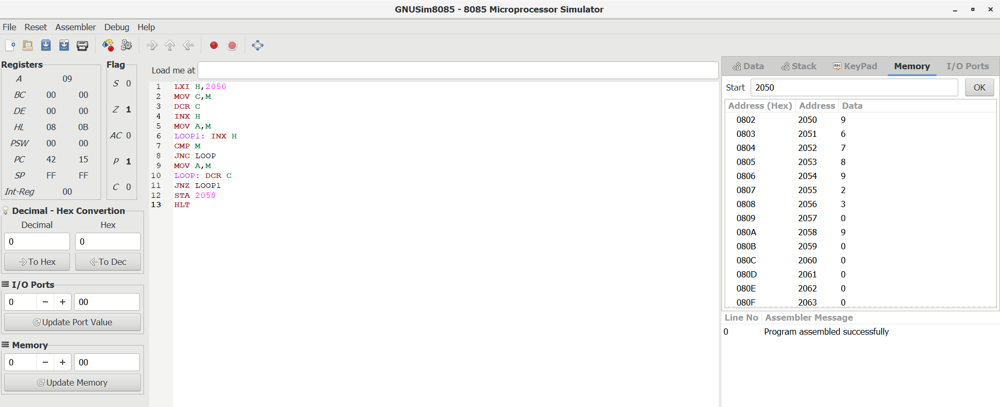 GNUSim8085 - 8085 Microprocessor Simulator
File Reset Assembler Debug Help
Registers
A 09
BC 00 00
DE 00 00
HL 08 0B
PSW 00 00
PC 42 15
SP FF FF
Int-Reg 00
Flag
S 0
Z 1
AC 0
P 1
C 0
Decimal - Hex Convertion
Decimal Hex
0 0
To Hex To Dec
I/O Ports
0 − + 00
Update Port Value
Memory
0 − + 00
Update Memory
Load me at
1 LXI H,2050
2 MOV C,M
3 DCR C
4 INX H
5 MOV A,M
6 LOOP1: INX H
7 CMP M
8 JNC LOOP
9 MOV A,M
10 LOOP: DCR C
11 JNZ LOOP1
12 STA 2058
13 HLT
Data Stack Abc KeyPad Memory I/O Ports
Start 2050 OK
Address (Hex) Address Data
0802 2050 9
0803 2051 6
0804 2052 7
0805 2053 8
0806 2054 9
0807 2055 2
0808 2056 3
0809 2057 0
080A 2058 9
080B 2059 0
080C 2060 0
080D 2061 0
080E 2062 0
080F 2063 0
Line No Assembler Message
0 Program assembled successfully